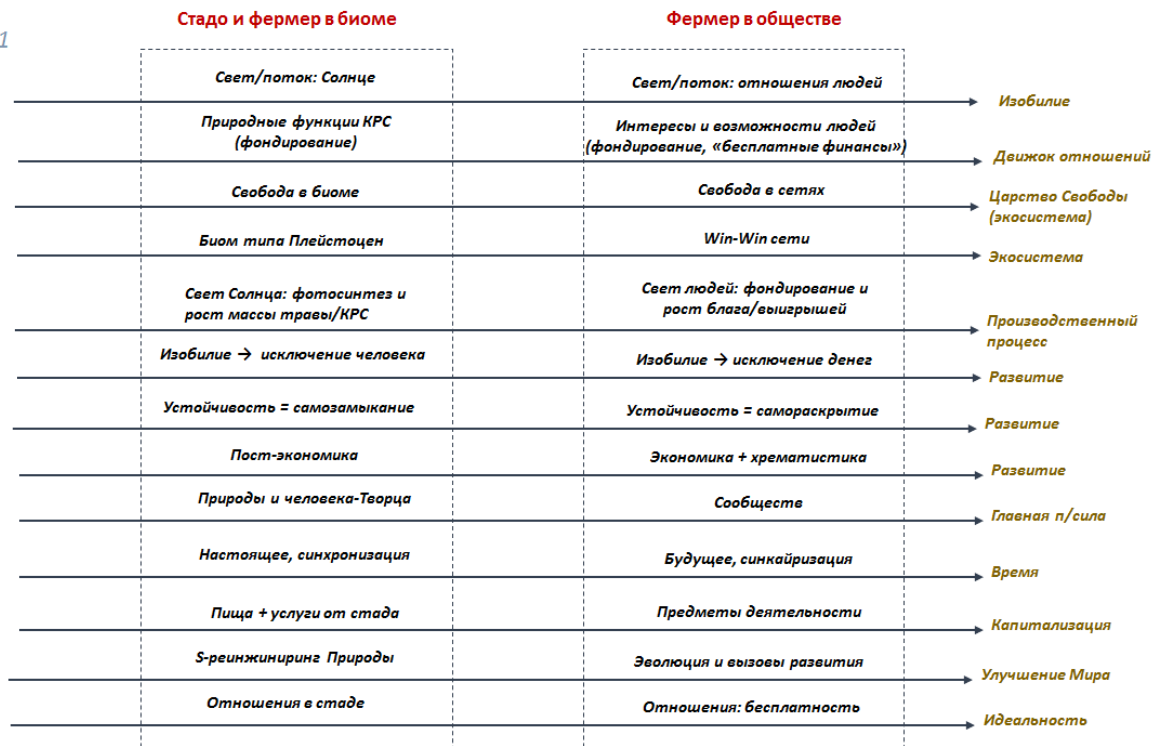 Стадо и фермер в биоме
Фермер в обществе
1
Свет/поток: Солнце
Свет/поток: отношения людей
Изобилие
Природные функции КРС
(фондирование)
Интересы и возможности людей
(фондирование, «бесплатные финансы»)
Движок отношений
Свобода в биоме
Свобода в сетях
Царство Свободы
(экосистема)
Биом типа Плейстоцен
Win-Win сети
Экосистема
Свет Солнца: фотосинтез и
рост массы травы/КРС
Свет людей: фондирование и
рост блага/выигрышей
Производственный
процесс
Изобилие → исключение человека
Изобилие → исключение денег
Развитие
Устойчивость = самозамыкание
Устойчивость = самораскрытие
Развитие
Пост-экономика
Экономика + хрематистика
Развитие
Природы и человека-Творца
Сообществ
Главная п/сила
Настоящее, синхронизация
Будущее, синкайризация
Время
Пища + услуги от стада
Предметы деятельности
Капитализация
S-реинжиниринг Природы
Эволюция и вызовы развития
Улучшение Мира
Отношения в стаде
Отношения: бесплатность
Идеальность